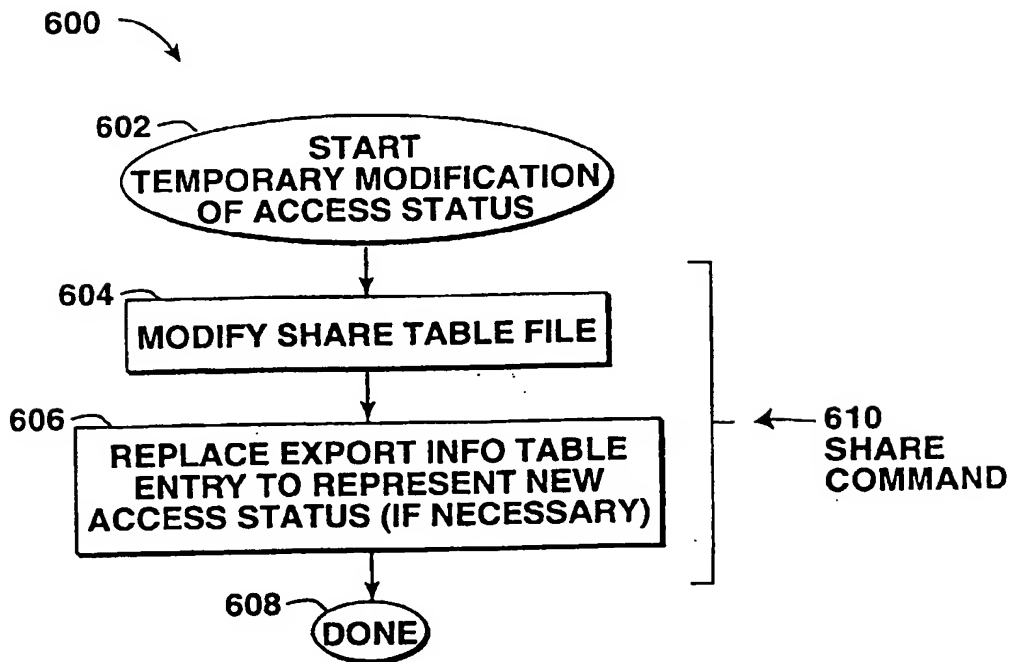 600
602
START
TEMPORARY MODIFICATION
OF ACCESS STATUS
604
MODIFY SHARE TABLE FILE
606
REPLACE EXPORT INFO TABLE
ENTRY TO REPRESENT NEW
ACCESS STATUS (IF NECESSARY)
610
SHARE
COMMAND
608
DONE